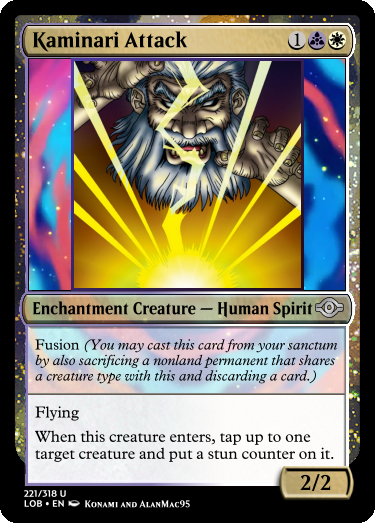 Kaminari Attack 1
Enchantment Creature — Human Spirit
Fusion (You may cast this card from your sanctum
by also sacrificing a nonland permanent that shares
a creature type with this and discarding a card.)
Flying
When this creature enters, tap up to one
target creature and put a stun counter on it.
2/2
221/318 U
LOB • EN Konami and AlanMac95